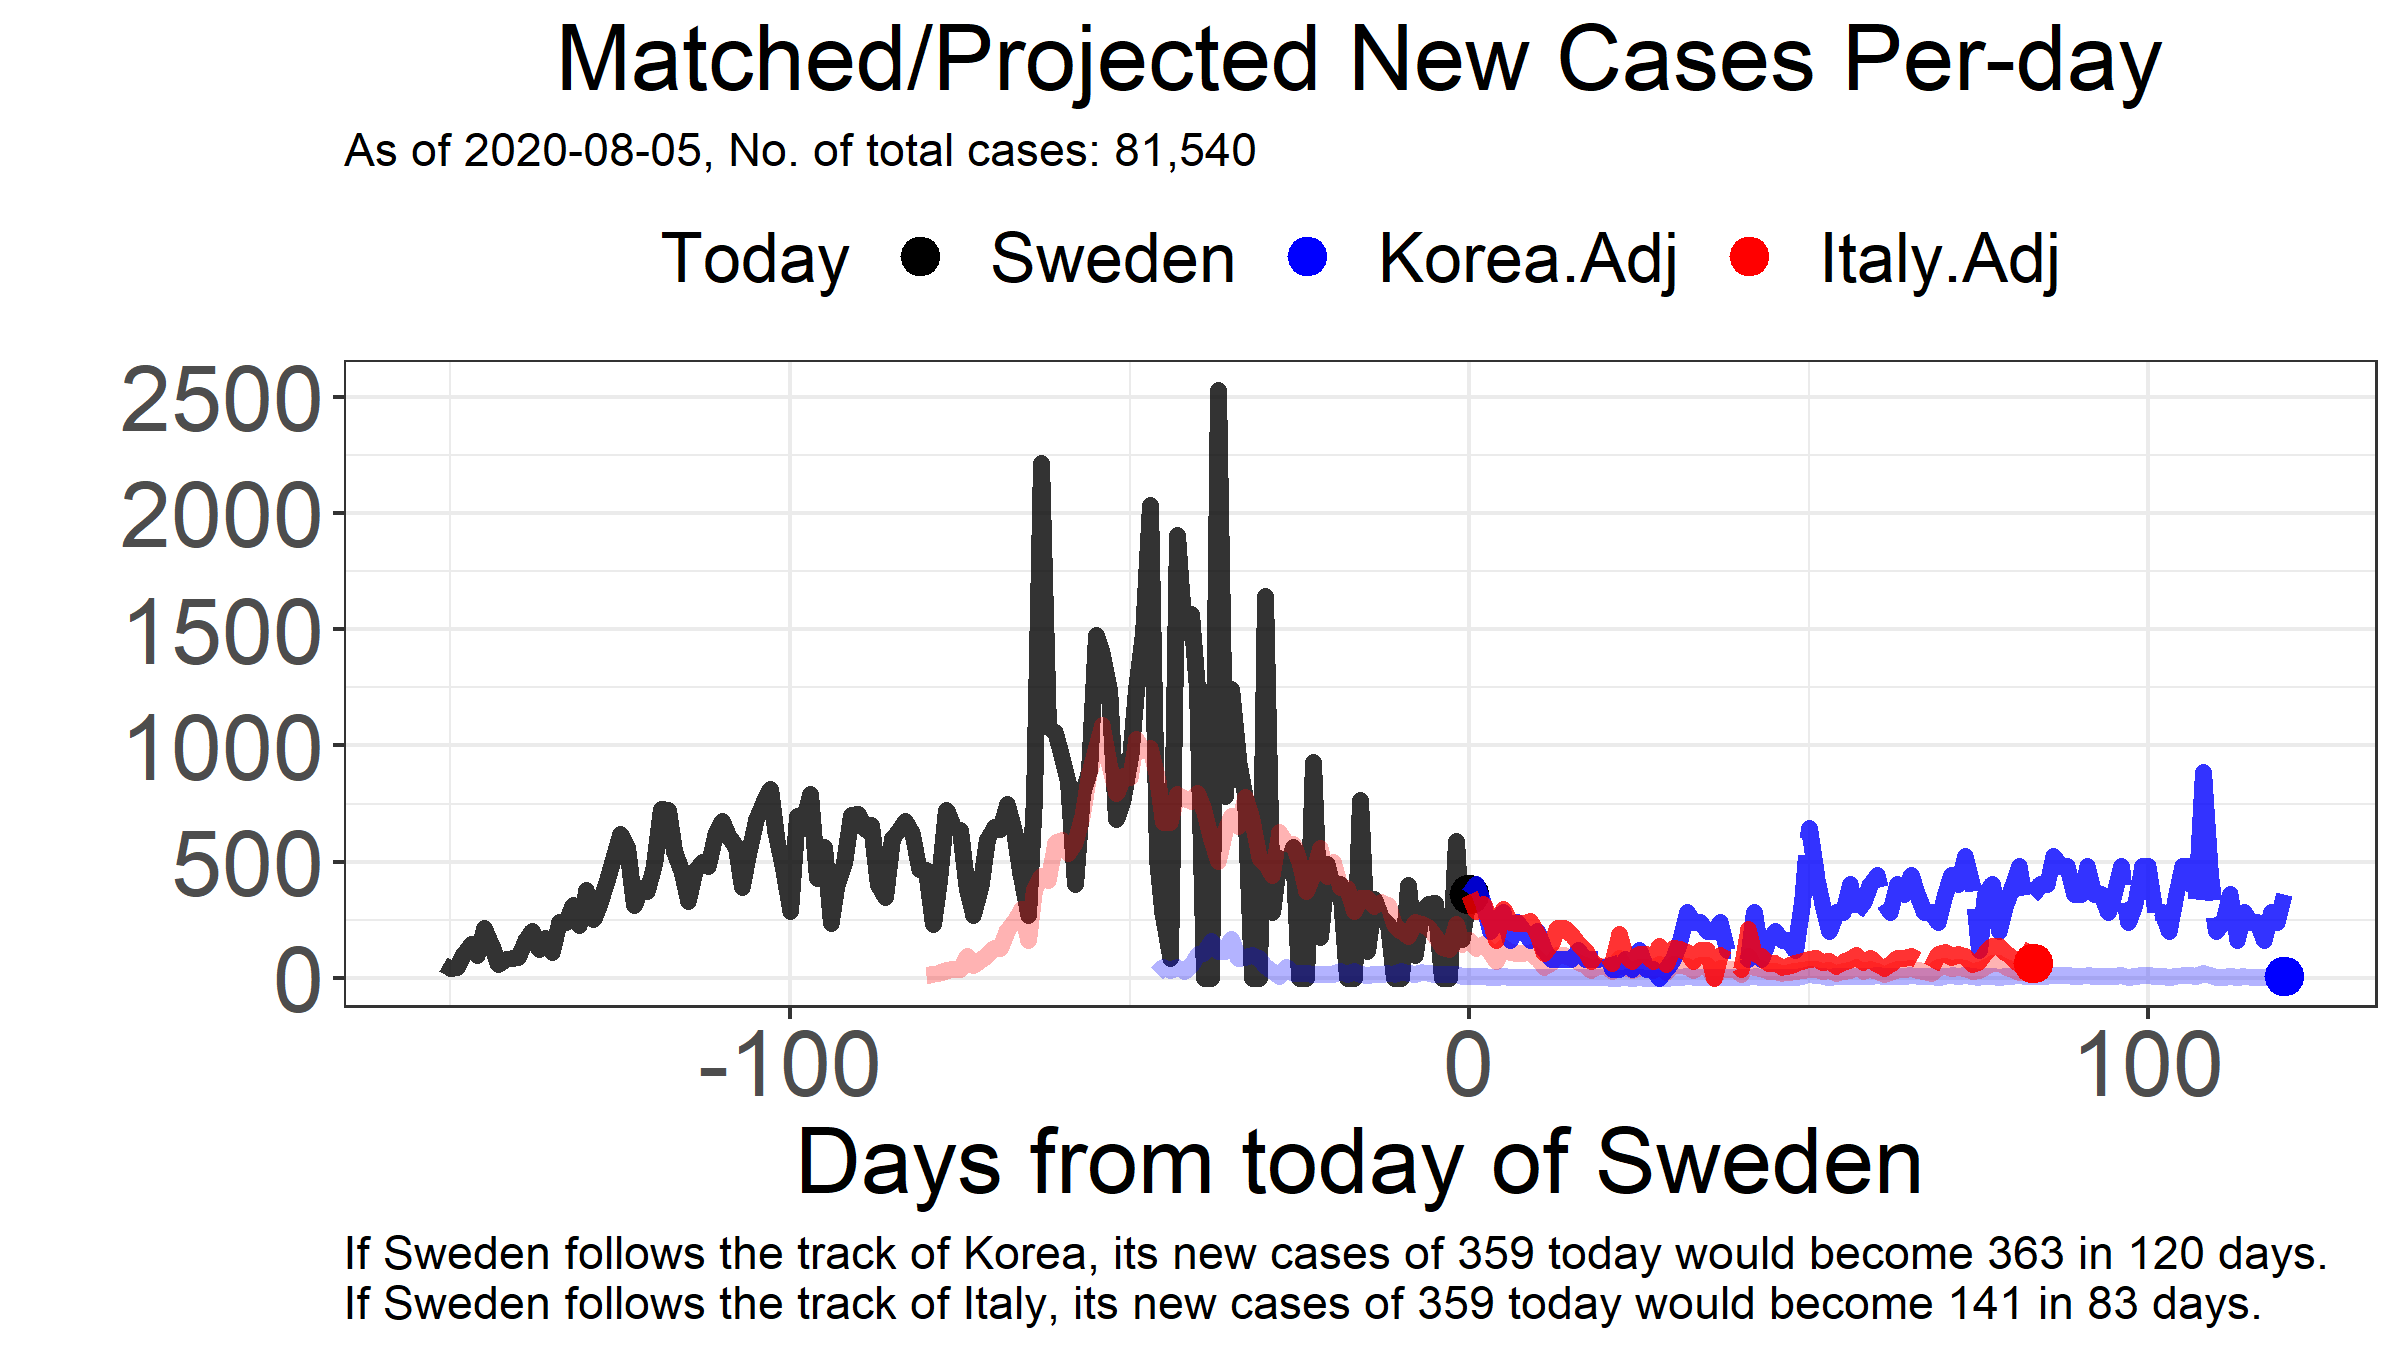 Matched/Projected New Cases Per-day
As of 2020-08-05, No. of total cases: 81,540
Today Sweden Korea.Adj Italy.Adj
2500
2000
1500
1000
500
0
-100 0 100
Days from today of Sweden
If Sweden follows the track of Korea, its new cases of 359 today would become 363 in 120 days.
If Sweden follows the track of Italy, its new cases of 359 today would become 141 in 83 days.